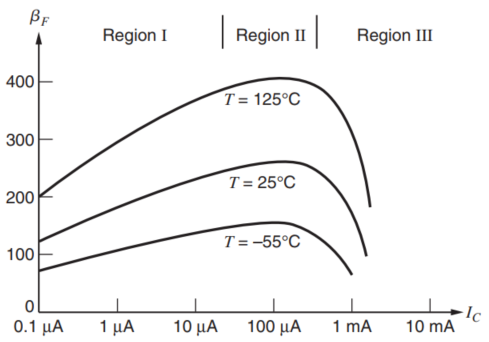 β_F
Region I
Region II
Region III
400
T = 125°C
300
T = 25°C
200
T = –55°C
100
0
I_C
0.1 μA 1 μA 10 μA 100 μA 1 mA 10 mA